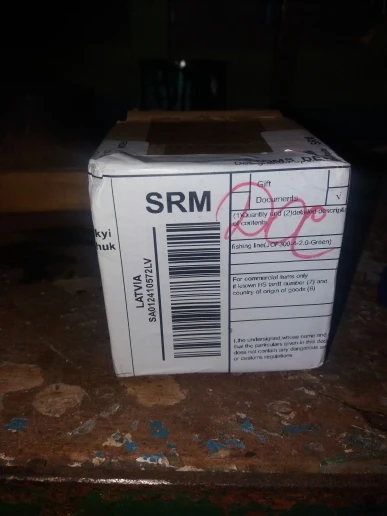 SRM
LATVIA
SA012410572LV
kyi
huk
Gift
Documents √
(1)Quantity and (2)detailed descripti
of contents
fishing line(JOF300-4-2.0-Green)
For commercial items only
if known HS tariff number (7) and
country of origin of goods (8)
I,the undersigned,whose name and
that the particulars given in this dec
does not contain any dangerous
or customs regulations